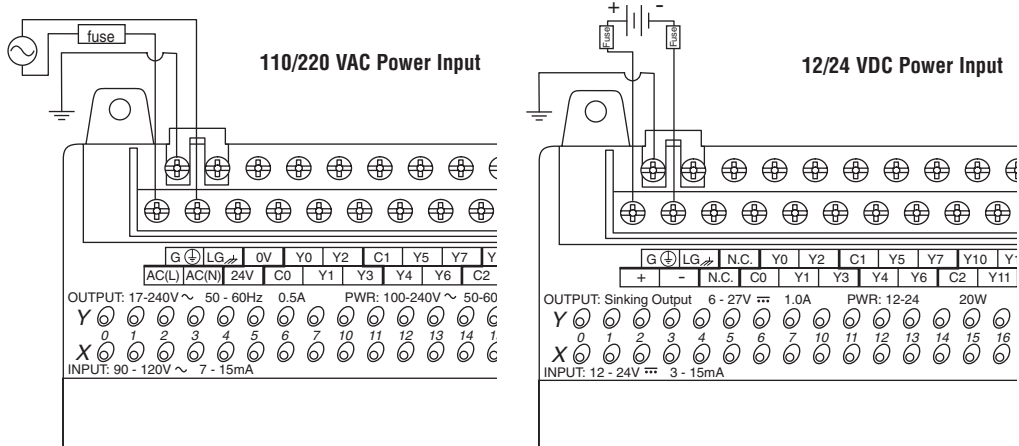 fuse
110/220 VAC Power Input
G LG 0V Y0 Y2 C1 Y5 Y7 Y
AC(L) AC(N) 24V C0 Y1 Y3 Y4 Y6 C2
OUTPUT: 17-240V ~ 50 - 60Hz 0.5A PWR: 100-240V ~ 50-60
Y
0 1 2 3 4 5 6 7 10 11 12 13 14
X
INPUT: 90 - 120V ~ 7 - 15mA
+ -
Fuse Fuse
12/24 VDC Power Input
G LG N.C. Y0 Y2 C1 Y5 Y7 Y10 Y1
+ - N.C. C0 Y1 Y3 Y4 Y6 C2 Y11
OUTPUT: Sinking Output 6 - 27V ⎓ 1.0A PWR: 12-24 20W
Y
0 1 2 3 4 5 6 7 10 11 12 13 14 15 16
X
INPUT: 12 - 24V ⎓ 3 - 15mA